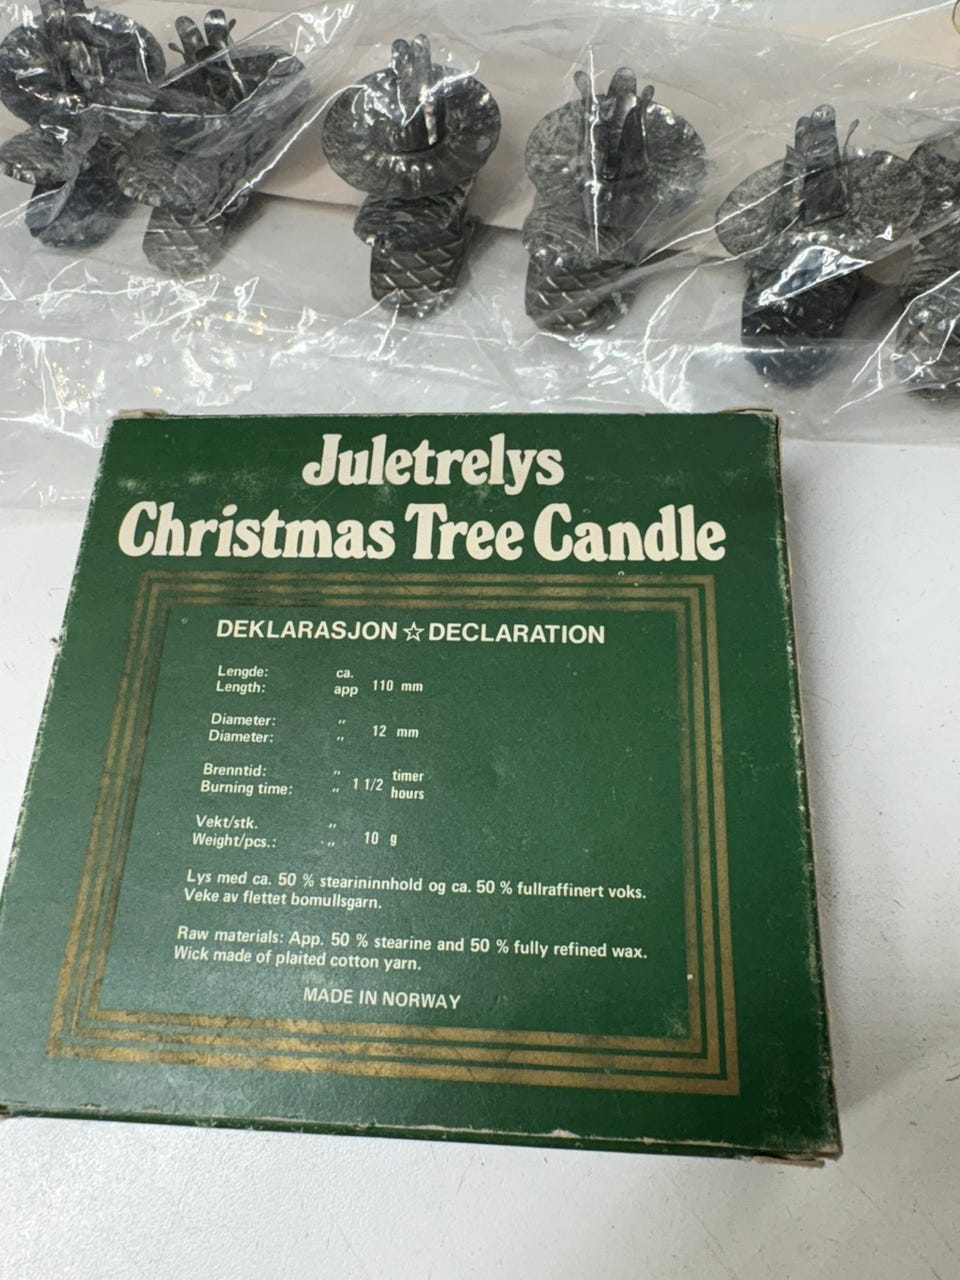 Juletrelys
Christmas Tree Candle
DEKLARASJON ☆ DECLARATION
Lengde: ca.
Length: app 110 mm
Diameter: ,,
Diameter: ,, 12 mm
Brenntid: ,, timer
Burning time: ,, 1 1/2 hours
Vekt/stk. ,,
Weight/pcs.: ,, 10 g
Lys med ca. 50 % stearininnhold og ca. 50 % fullraffinert voks.
Veke av flettet bomullsgarn.
Raw materials: App. 50 % stearine and 50 % fully refined wax.
Wick made of plaited cotton yarn.
MADE IN NORWAY